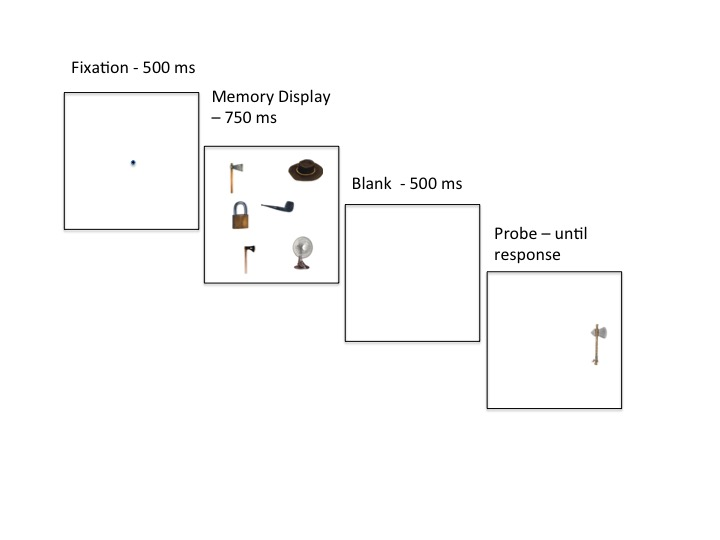 Fixation - 500 ms
Memory Display
– 750 ms
Blank - 500 ms
Probe – until
response